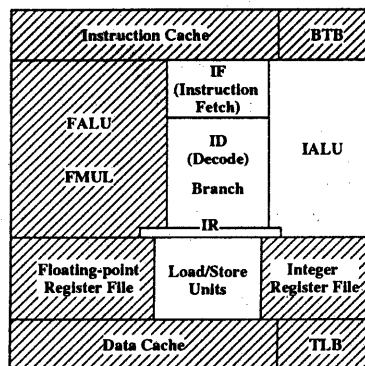 Instruction Cache
BTB
IF
(Instruction
Fetch)
FALU
FMUL
ID
(Decode)
Branch
IALU
IR
Floating-point
Register File
Load/Store
Units
Integer
Register File
Data Cache
TLB